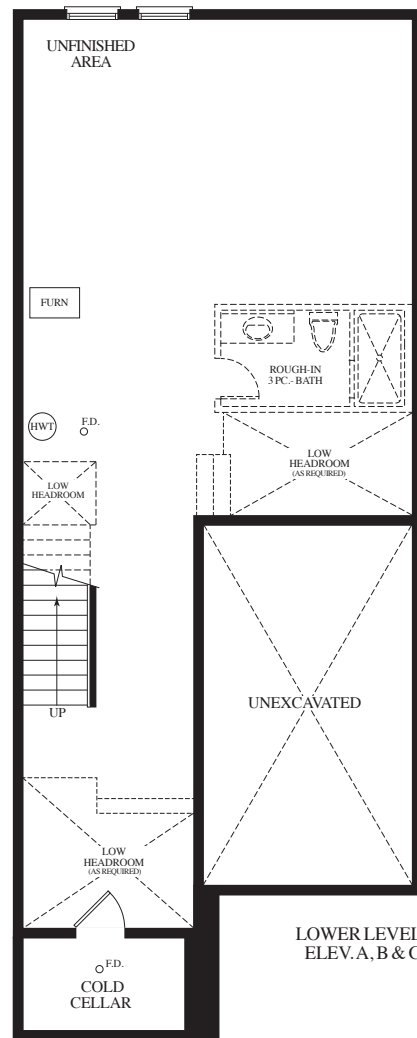 UNFINISHED
AREA
FURN
ROUGH-IN
3 PC.- BATH
HWT
F.D.
LOW
HEADROOM
(AS REQUIRED)
LOW
HEADROOM
UNEXCAVATED
UP
LOW
HEADROOM
(AS REQUIRED)
LOWER LEVEL
ELEV. A, B & C
F.D.
COLD
CELLAR